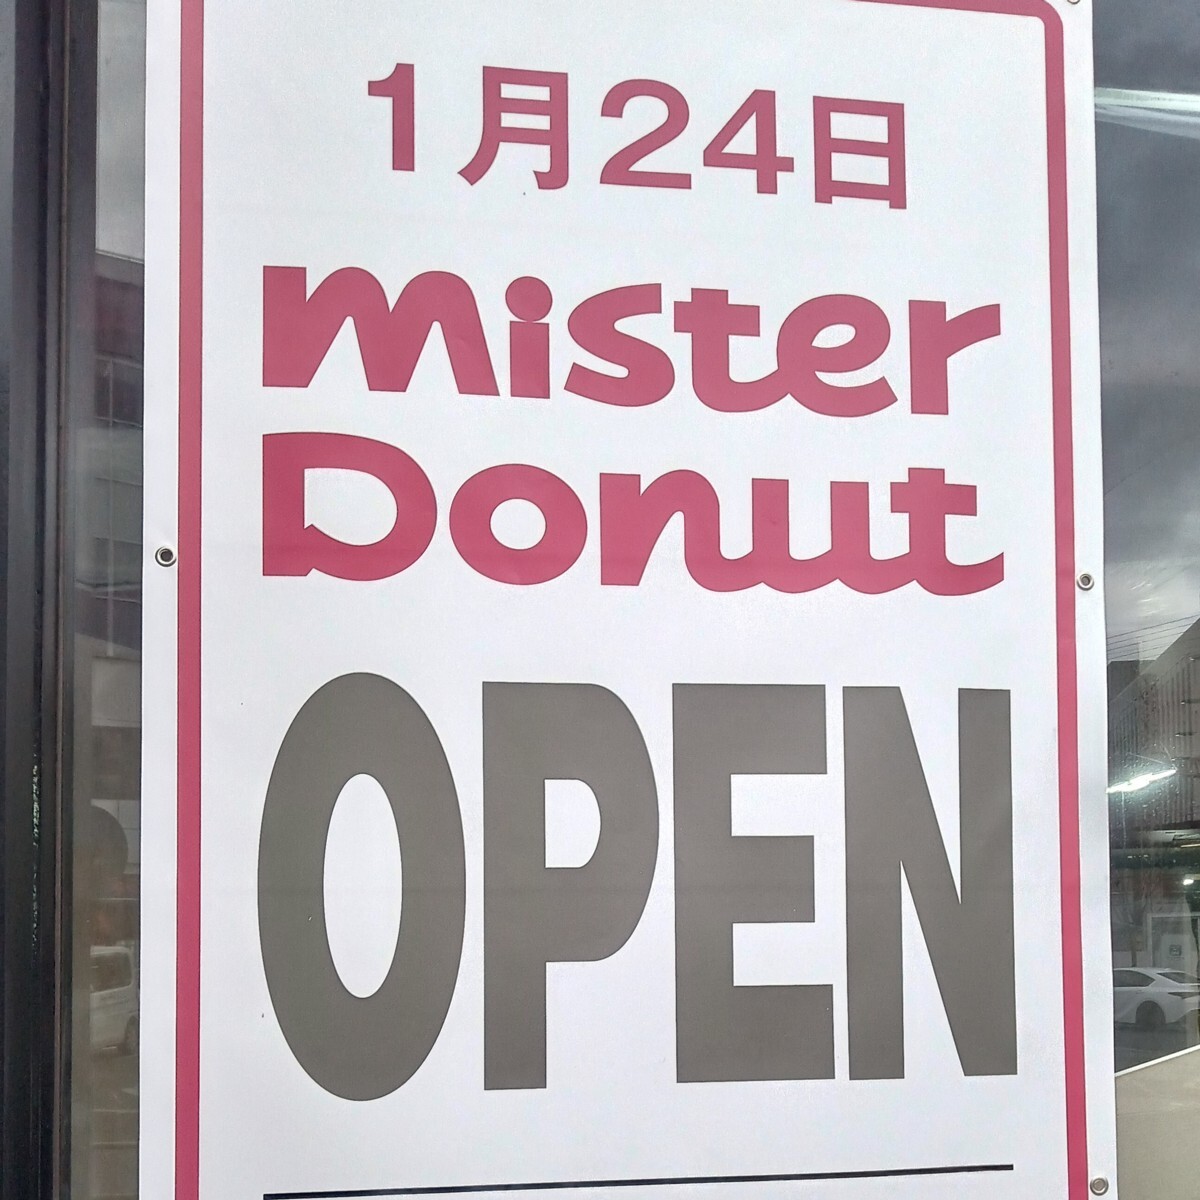 1月24日
mister
Donut
OPEN